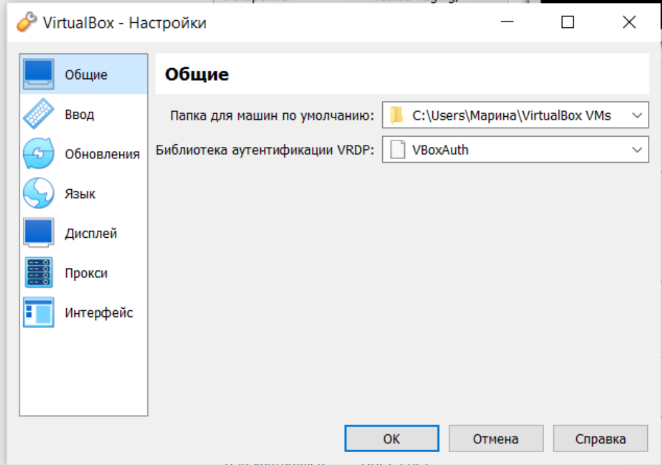 VirtualBox - Настройки
Общие
Ввод
Обновления
Язык
Дисплей
Прокси
Интерфейс
Общие
Папка для машин по умолчанию: C:\Users\Марина\VirtualBox VMs
Библиотека аутентификации VRDP: VBoxAuth
OK
Отмена
Справка